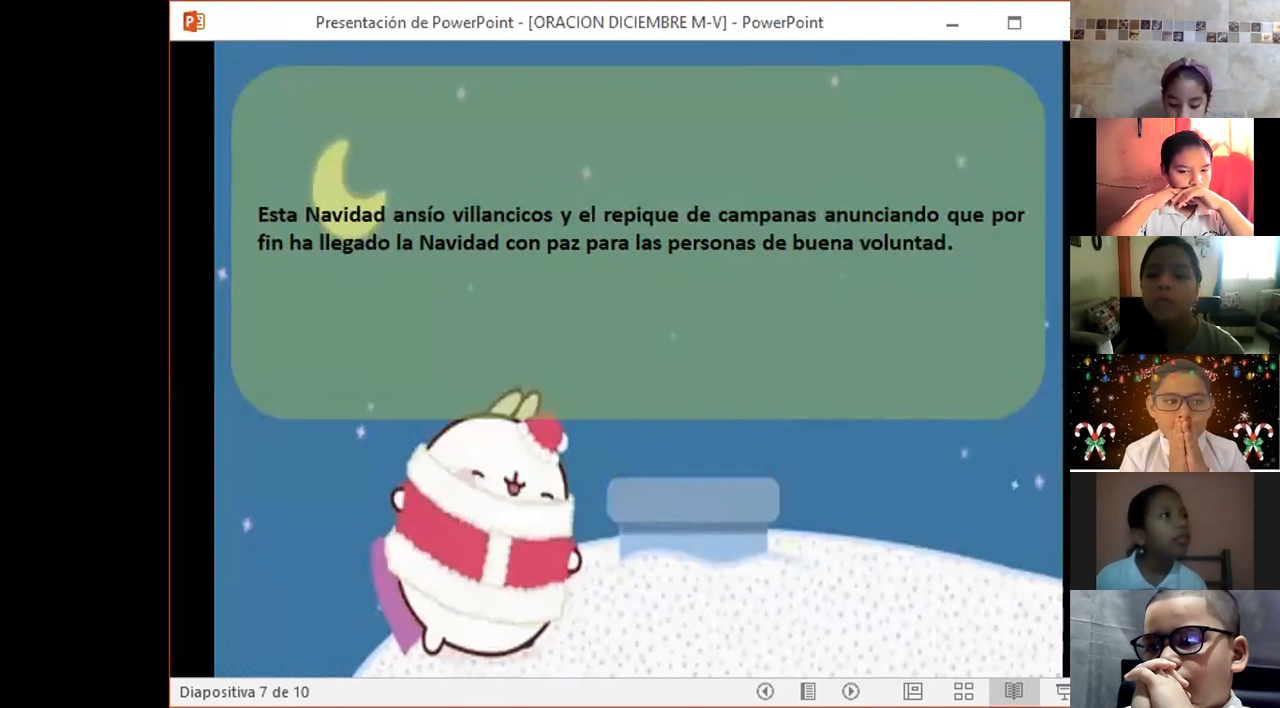 Presentación de PowerPoint - [ORACION DICIEMBRE M-V] - PowerPoint
Esta Navidad ansío villancicos y el repique de campanas anunciando que por
fin ha llegado la Navidad con paz para las personas de buena voluntad.
Diapositiva 7 de 10